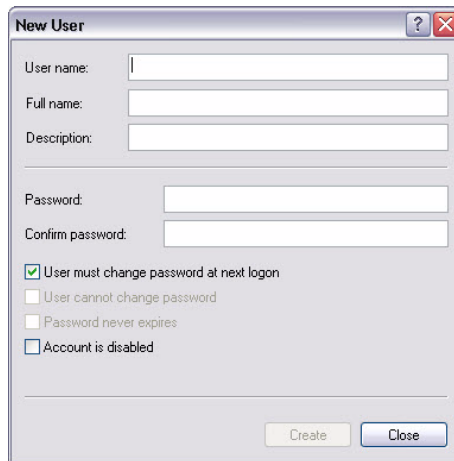 New User
User name:
Full name:
Description:
Password:
Confirm password:
User must change password at next logon
User cannot change password
Password never expires
Account is disabled
Create Close